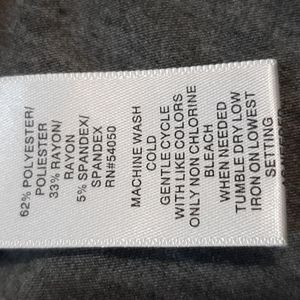 62% POLYESTER/
POLIESTER
33% RAYON/
RAYON
5% SPANDEX/
SPANDEX
RN#54050
MACHINE WASH
COLD
GENTLE CYCLE
WITH LIKE COLORS
ONLY NON CHLORINE
BLEACH
WHEN NEEDED
TUMBLE DRY LOW
IRON ON LOWEST
SETTING